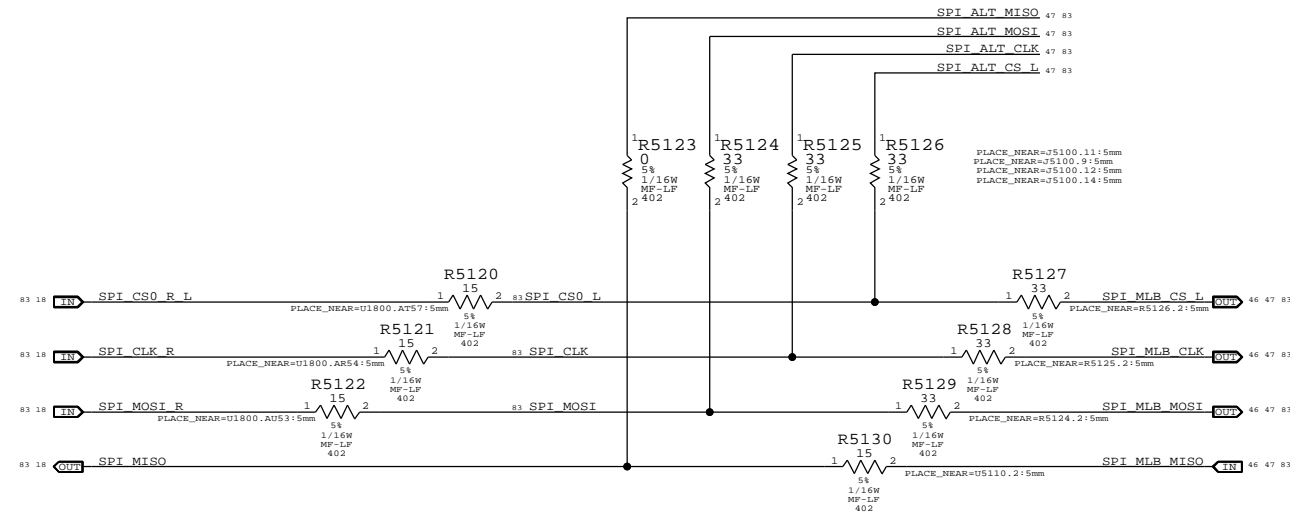 SPI_ALT_MISO 47 83
SPI_ALT_MOSI 47 83
SPI_ALT_CLK 47 83
SPI_ALT_CS_L 47 83
1 R5123
0
5%
1/16W
MF-LF
2 402
1 R5124
33
5%
1/16W
MF-LF
2 402
1 R5125
33
5%
1/16W
MF-LF
2 402
1 R5126
33
5%
1/16W
MF-LF
2 402
PLACE_NEAR=J5100.11:5mm
PLACE_NEAR=J5100.9:5mm
PLACE_NEAR=J5100.12:5mm
PLACE_NEAR=J5100.14:5mm
R5120
15
83 18 IN SPI_CS0_R_L 1 2 83 SPI_CS0_L
PLACE_NEAR=U1800.AT57:5mm
5%
1/16W
MF-LF
402
R5127
33
1 2 SPI_MLB_CS_L OUT 46 47 83
PLACE_NEAR=R5126.2:5mm
5%
1/16W
MF-LF
402
R5121
15
83 18 IN SPI_CLK_R 1 2 83 SPI_CLK
PLACE_NEAR=U1800.AR54:5mm
5%
1/16W
MF-LF
402
R5128
33
1 2 SPI_MLB_CLK OUT 46 47 83
PLACE_NEAR=R5125.2:5mm
5%
1/16W
MF-LF
402
R5122
15
83 18 IN SPI_MOSI_R 1 2 83 SPI_MOSI
PLACE_NEAR=U1800.AU53:5mm
5%
1/16W
MF-LF
402
R5129
33
1 2 SPI_MLB_MOSI OUT 46 47 83
PLACE_NEAR=R5124.2:5mm
5%
1/16W
MF-LF
402
83 18 OUT SPI_MISO
R5130
15
1 2 SPI_MLB_MISO IN 46 47 83
PLACE_NEAR=U5110.2:5mm
5%
1/16W
MF-LF
402